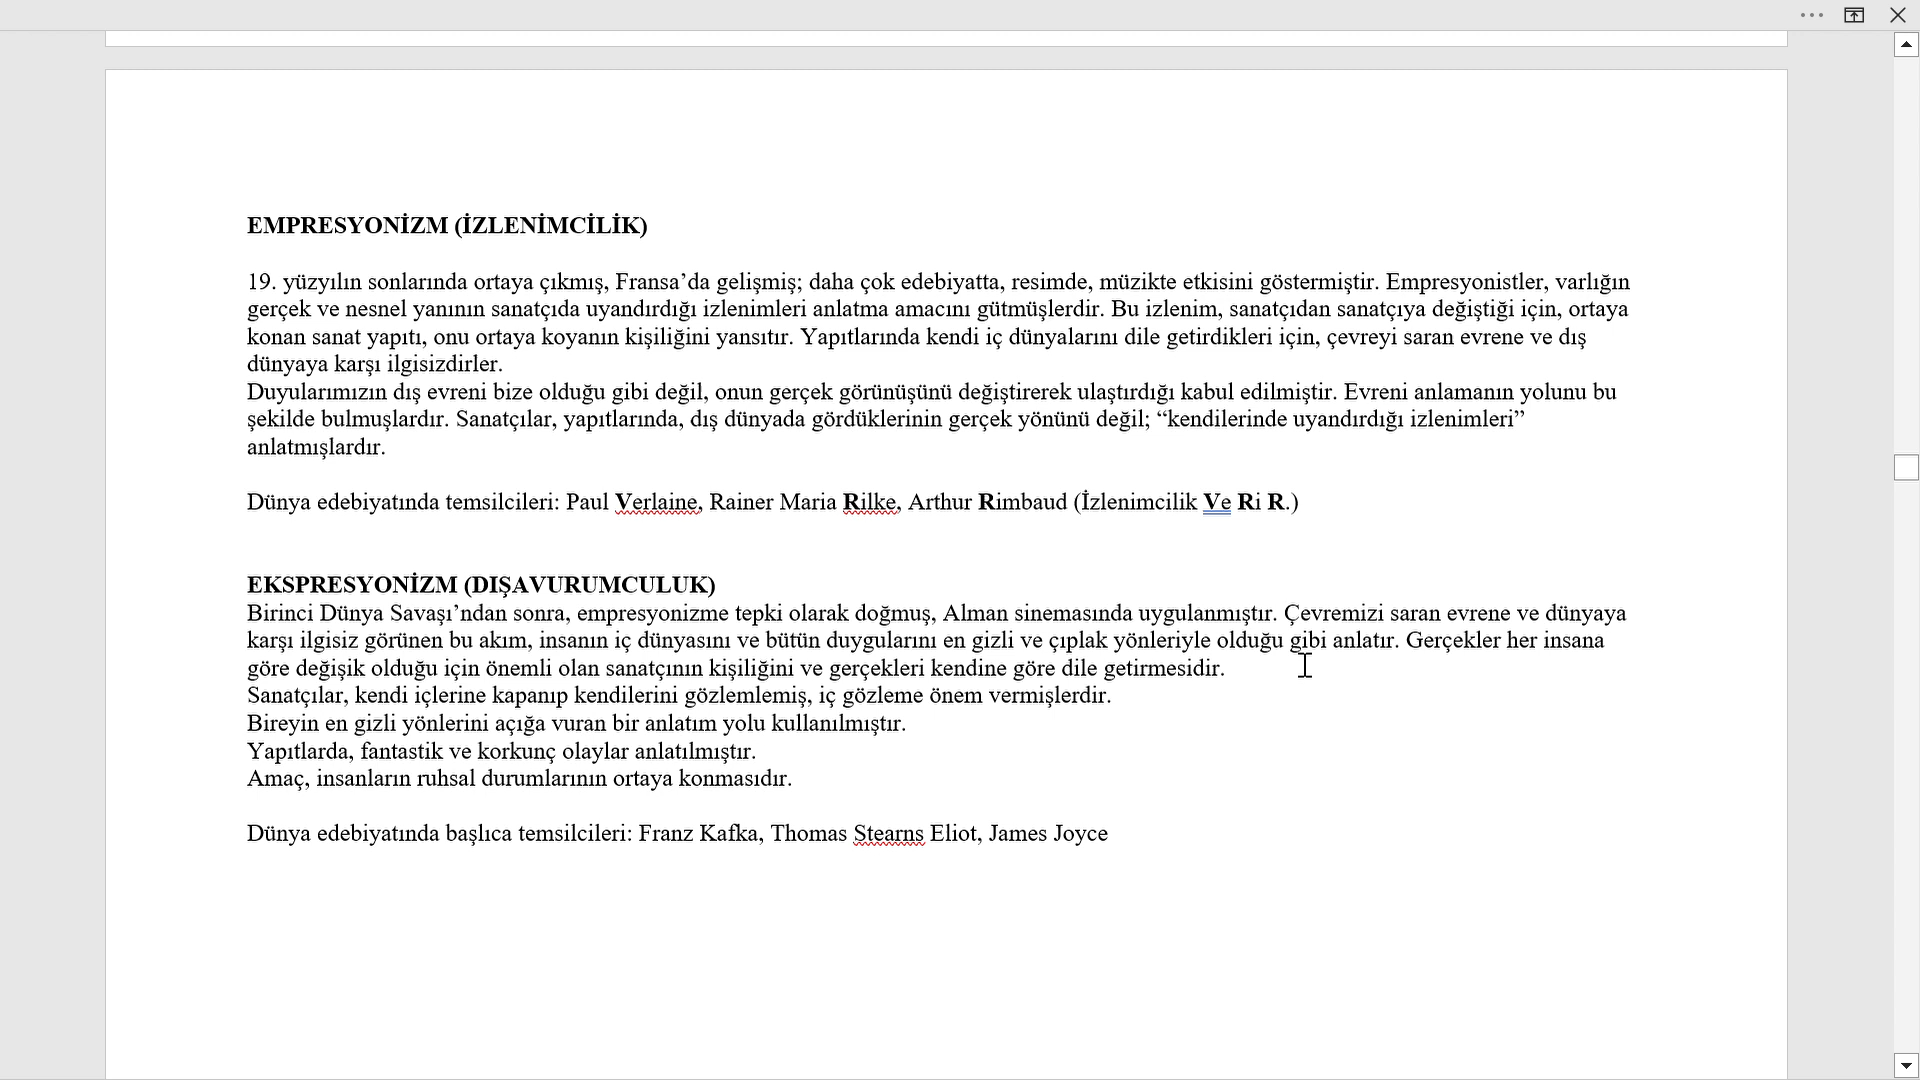 EMPRESYONİZM (İZLENİMCİLİK)
19. yüzyılın sonlarında ortaya çıkmış, Fransa’da gelişmiş; daha çok edebiyatta, resimde, müzikte etkisini göstermiştir. Empresyonistler, varlığın
gerçek ve nesnel yanının sanatçıda uyandırdığı izlenimleri anlatma amacını gütmüşlerdir. Bu izlenim, sanatçıdan sanatçıya değiştiği için, ortaya
konan sanat yapıtı, onu ortaya koyanın kişiliğini yansıtır. Yapıtlarında kendi iç dünyalarını dile getirdikleri için, çevreyi saran evrene ve dış
dünyaya karşı ilgisizdirler.
Duyularımızın dış evreni bize olduğu gibi değil, onun gerçek görünüşünü değiştirerek ulaştırdığı kabul edilmiştir. Evreni anlamanın yolunu bu
şekilde bulmuşlardır. Sanatçılar, yapıtlarında, dış dünyada gördüklerinin gerçek yönünü değil; “kendilerinde uyandırdığı izlenimleri”
anlatmışlardır.
Dünya edebiyatında temsilcileri: Paul Verlaine, Rainer Maria Rilke, Arthur Rimbaud (İzlenimcilik Ve Ri R.)
EKSPRESYONİZM (DIŞAVURUMCULUK)
Birinci Dünya Savaşı’ndan sonra, empresyonizme tepki olarak doğmuş, Alman sinemasında uygulanmıştır. Çevremizi saran evrene ve dünyaya
karşı ilgisiz görünen bu akım, insanın iç dünyasını ve bütün duygularını en gizli ve çıplak yönleriyle olduğu gibi anlatır. Gerçekler her insana
göre değişik olduğu için önemli olan sanatçının kişiliğini ve gerçekleri kendine göre dile getirmesidir.
Sanatçılar, kendi içlerine kapanıp kendilerini gözlemlemiş, iç gözleme önem vermişlerdir.
Bireyin en gizli yönlerini açığa vuran bir anlatım yolu kullanılmıştır.
Yapıtlarda, fantastik ve korkunç olaylar anlatılmıştır.
Amaç, insanların ruhsal durumlarının ortaya konmasıdır.
Dünya edebiyatında başlıca temsilcileri: Franz Kafka, Thomas Stearns Eliot, James Joyce